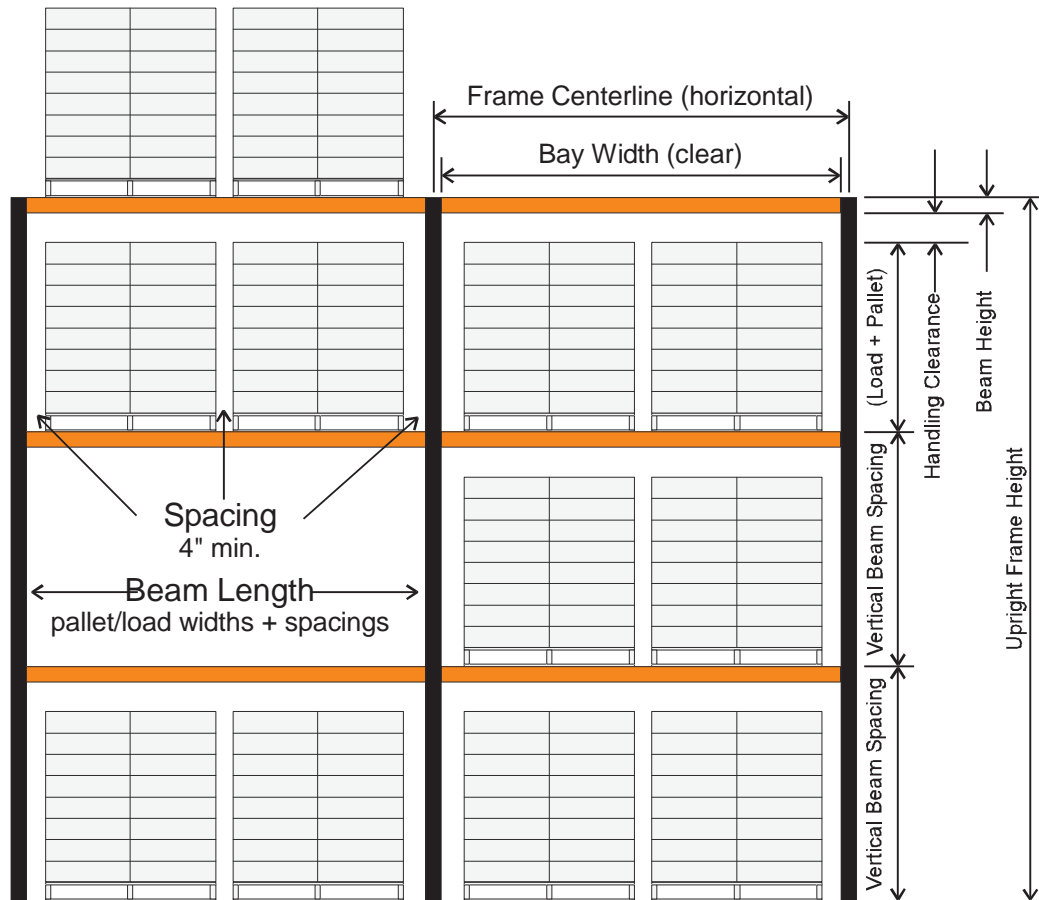 Frame Centerline (horizontal)
Bay Width (clear)
(Load + Pallet)
Handling Clearance
Beam Height
Upright Frame Height
Spacing
4" min.
Vertical Beam Spacing
Beam Length
pallet/load widths + spacings
Vertical Beam Spacing